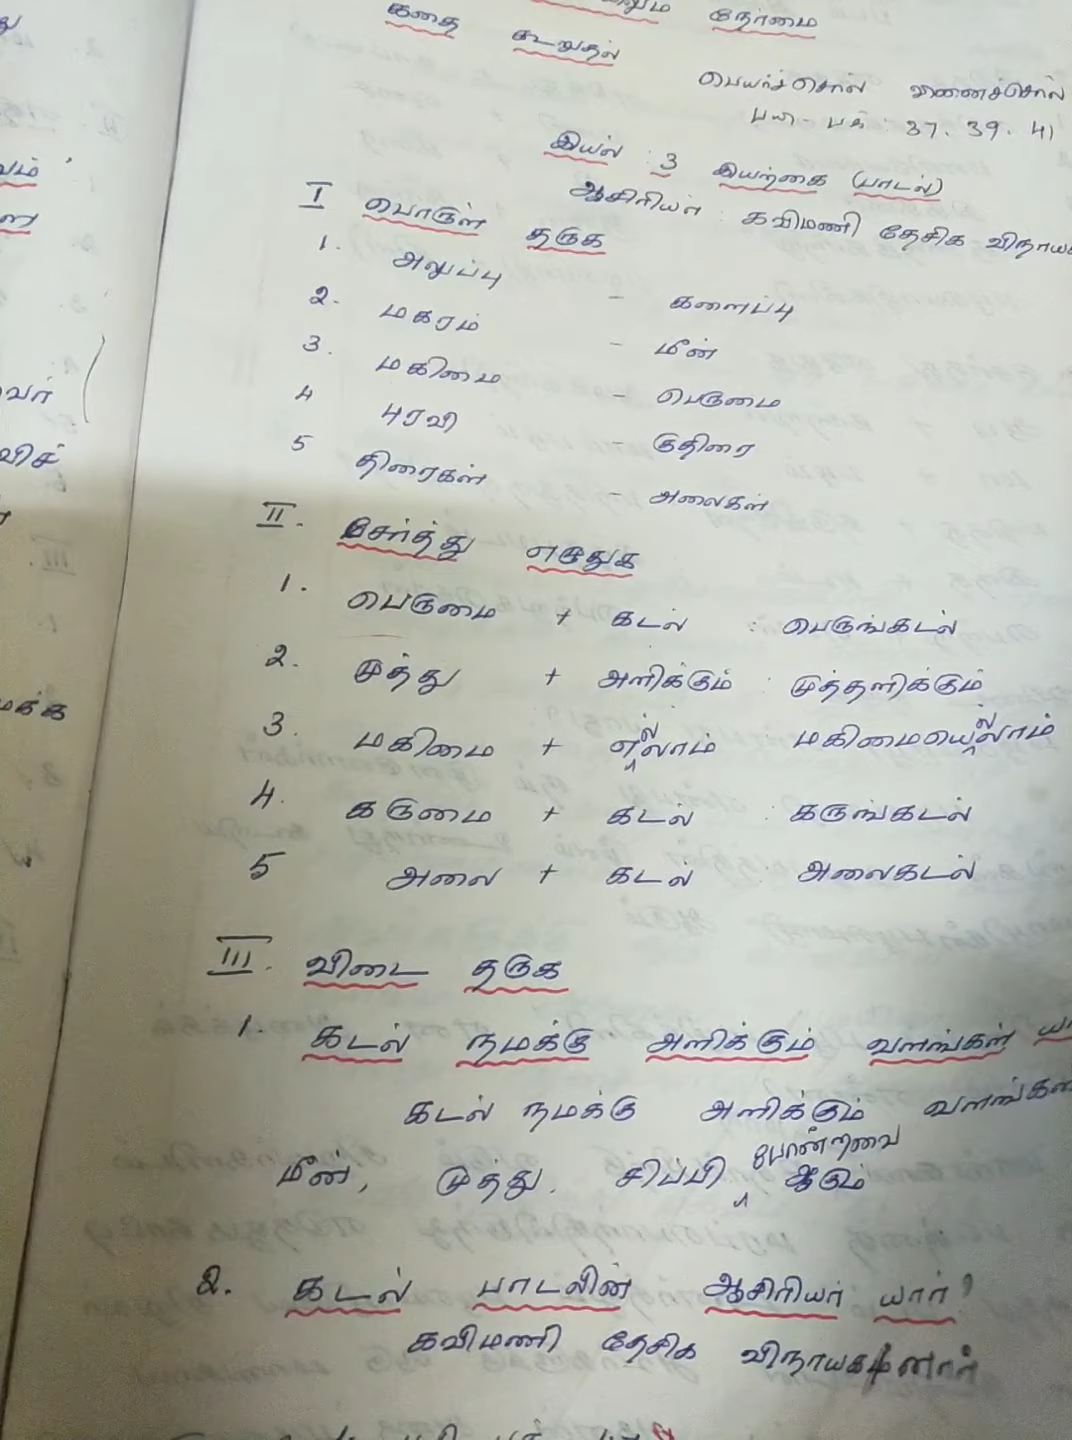 நேர்மை
கதை கூறுதல்
பெயர்ச்சொல் வினைச்சொல்
பயி - பக் : 37. 39. 41
இயல் : 3 இயற்கை (பாடல்)
ஆசிரியர் : கவிமணி தேசிக விநாயக
I பொருள் தருக
1. அலுப்பு - களைப்பு
2. மகரம் - மீன்
3. மகிமை - பெருமை
4 புரவி - குதிரை
5 திரைகள் - அலைகள்
II. சேர்த்து எழுதுக
1. பெருமை + கடல் : பெருங்கடல்
2. முத்து + அளிக்கும் : முத்தளிக்கும்
3. மகிமை + எல்லாம் மகிமையெல்லாம்
4. கருமை + கடல் : கருங்கடல்
5 அலை + கடல் : அலைகடல்
III. விடை தருக
1. கடல் நமக்கு அளிக்கும் வளங்கள் யா
கடல் நமக்கு அளிக்கும் வளங்கள்
மீன், முத்து, சிப்பி போன்றவை ஆகும்
2. கடல் பாடலின் ஆசிரியர் யார்?
கவிமணி தேசிக விநாயகனார்